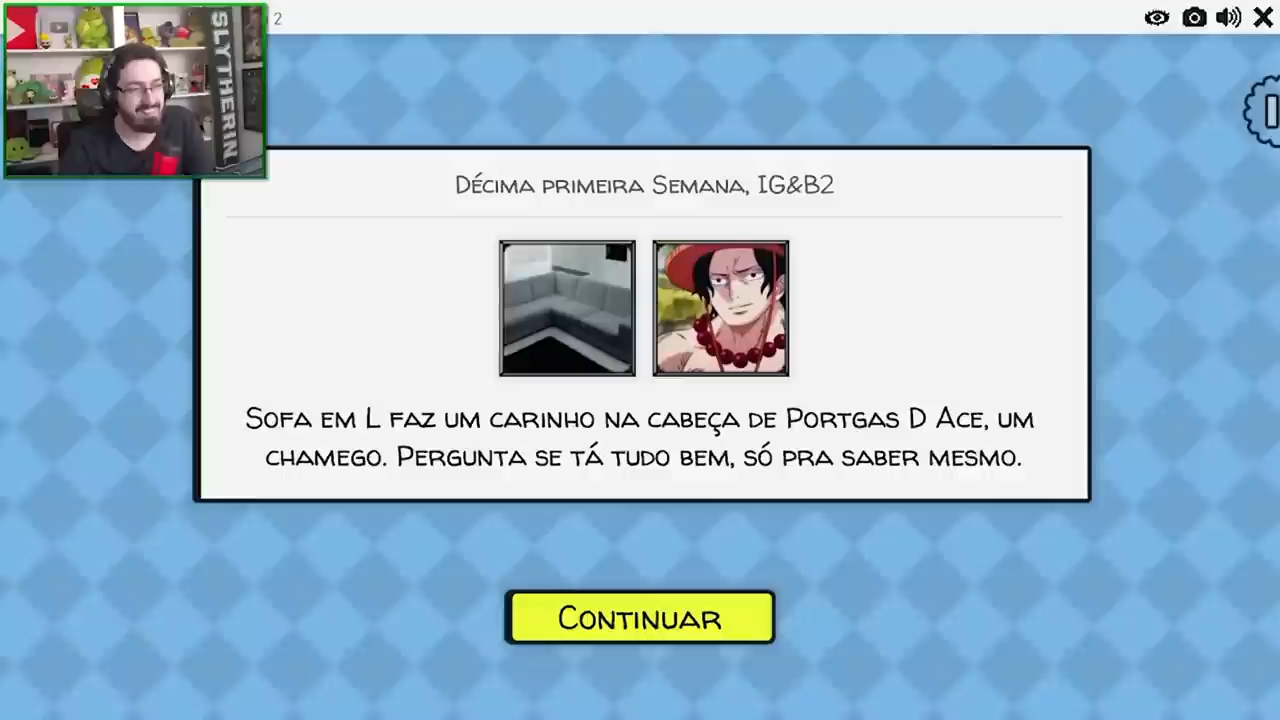 2
SLYTHERIN
DÉCIMA PRIMEIRA SEMANA, IG&B2
SOFA EM L FAZ UM CARINHO NA CABEÇA DE PORTGAS D ACE, UM
CHAMEGO. PERGUNTA SE TÁ TUDO BEM, SÓ PRA SABER MESMO.
CONTINUAR